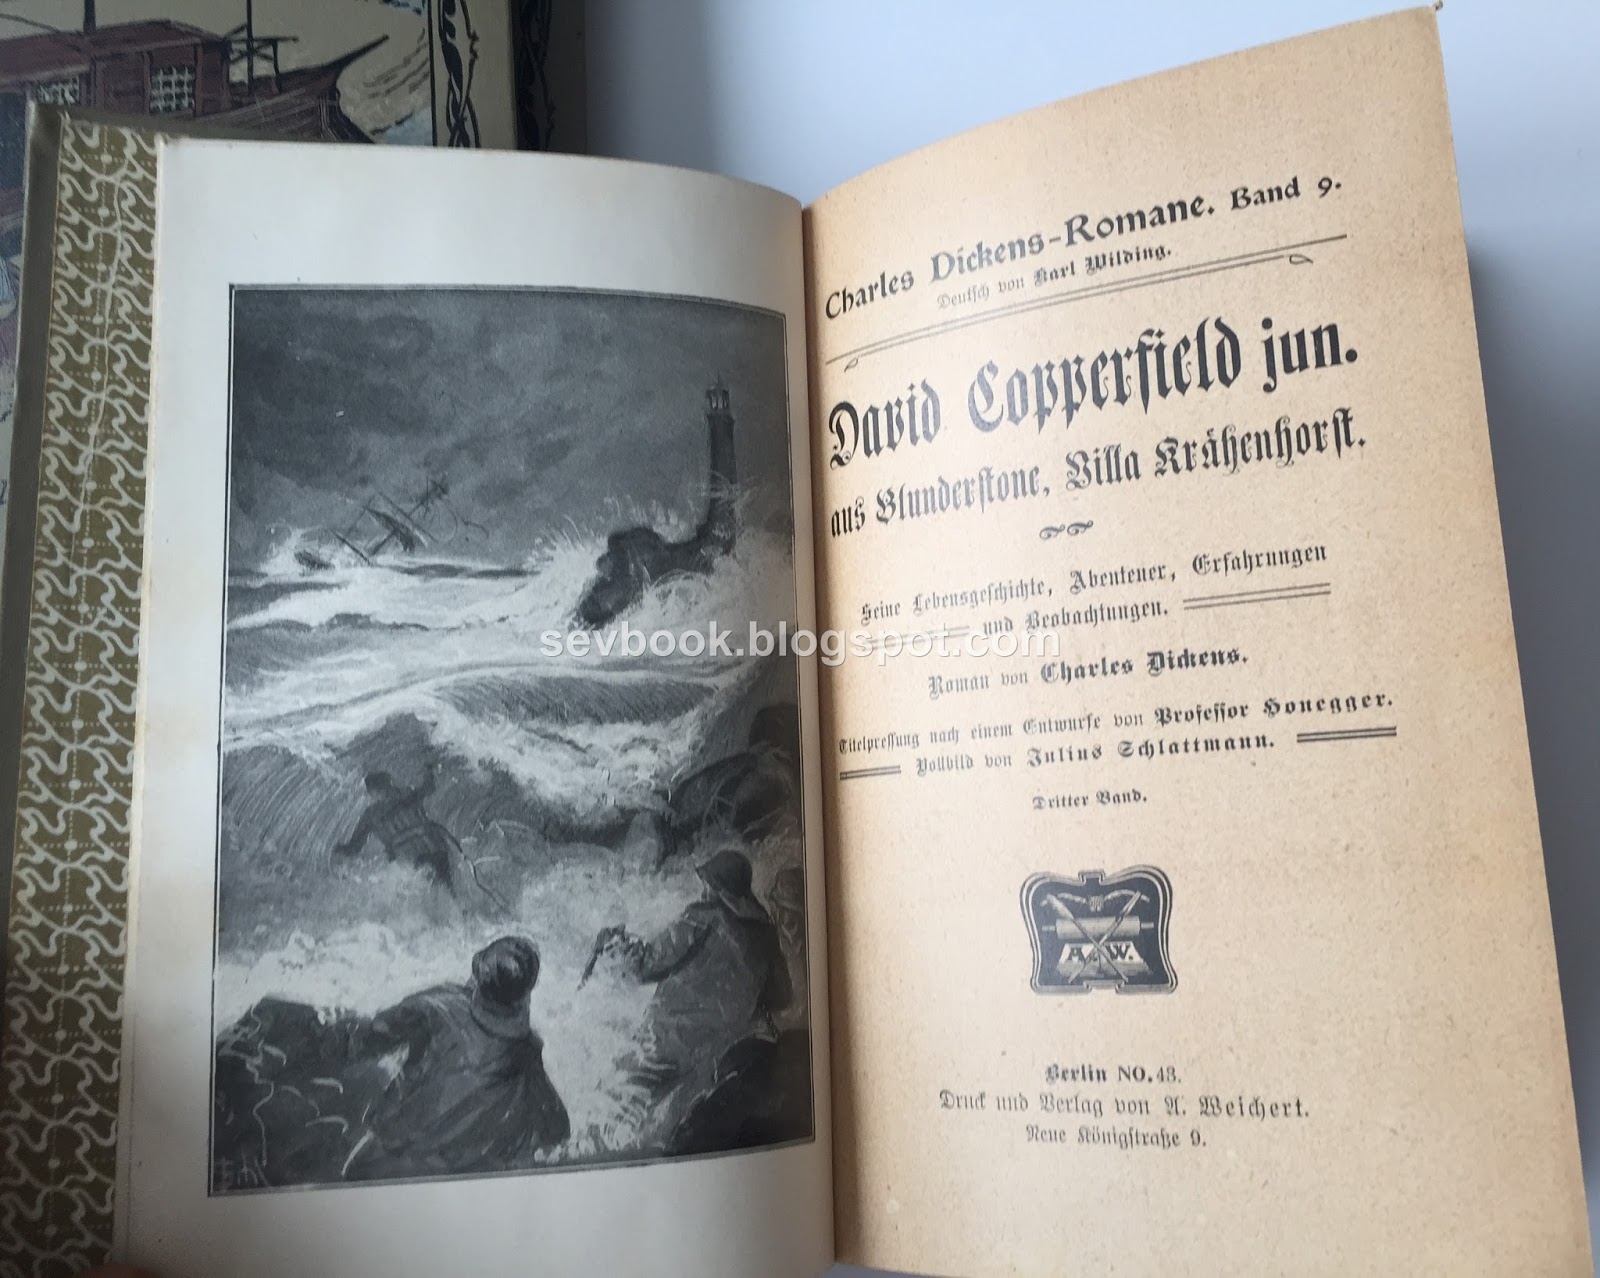 Charles Dickens-Romane. Band 9.
Deutsch von Karl Wilding.
David Copperfield jun.
aus Blunderstone, Villa Krähenhorst.
Seine Lebensgeschichte, Abenteuer, Erfahrungen
und Beobachtungen.
sevbook.blogspot.com
Roman von Charles Dickens.
Titelpressung nach einem Entwurfe von Professor Honegger.
Vollbild von Julius Schlattmann.
Dritter Band.
A. W.
Berlin NO. 43.
Druck und Verlag von A. Weichert.
Neue Königstraße 9.